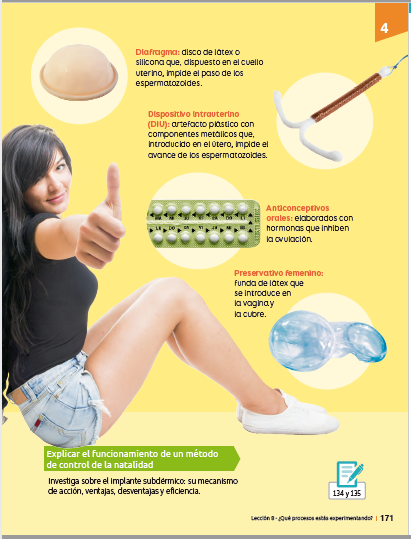 4
Diafragma: disco de látex o
silicona que, dispuesto en el cuello
uterino, impide el paso de los
espermatozoides.
Dispositivo intrauterino
(DIU): artefacto plástico con
componentes metálicos que,
introducido en el útero, impide el
avance de los espermatozoides.
Anticonceptivos
orales: elaborados con
hormonas que inhiben
la ovulación.
Preservativo femenino:
funda de látex que
se introduce en
la vagina y
la cubre.
Explicar el funcionamiento de un método
de control de la natalidad
Investiga sobre el implante subdérmico: su mecanismo
de acción, ventajas, desventajas y eficiencia.
134 y 135
Lección 8 - ¿Qué procesos estás experimentando? | 171